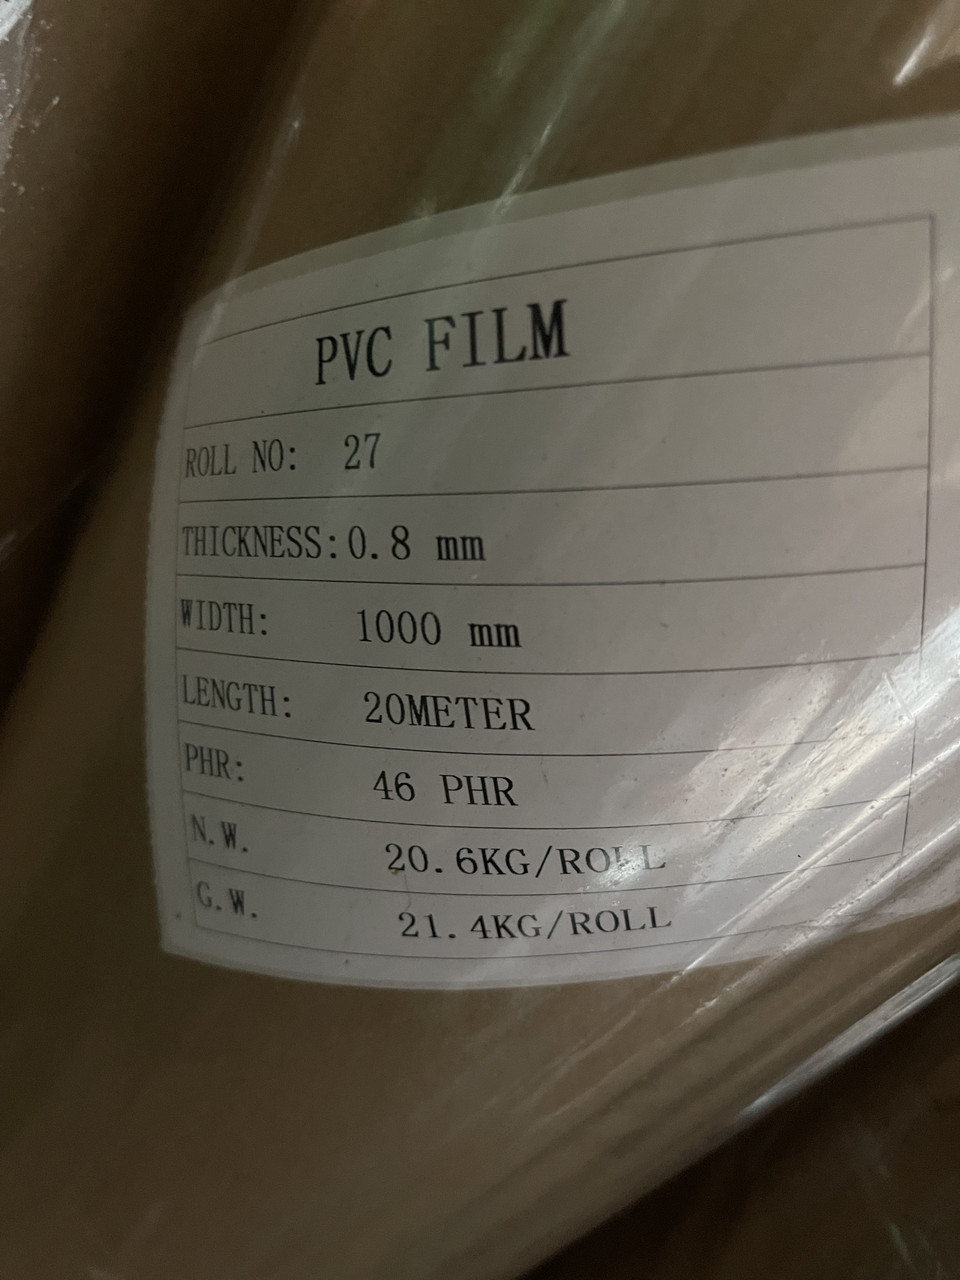 PVC FILM
ROLL NO: 27
THICKNESS: 0.8 mm
WIDTH: 1000 mm
LENGTH: 20METER
PHR: 46 PHR
N.W. 20.6KG/ROLL
G.W. 21.4KG/ROLL